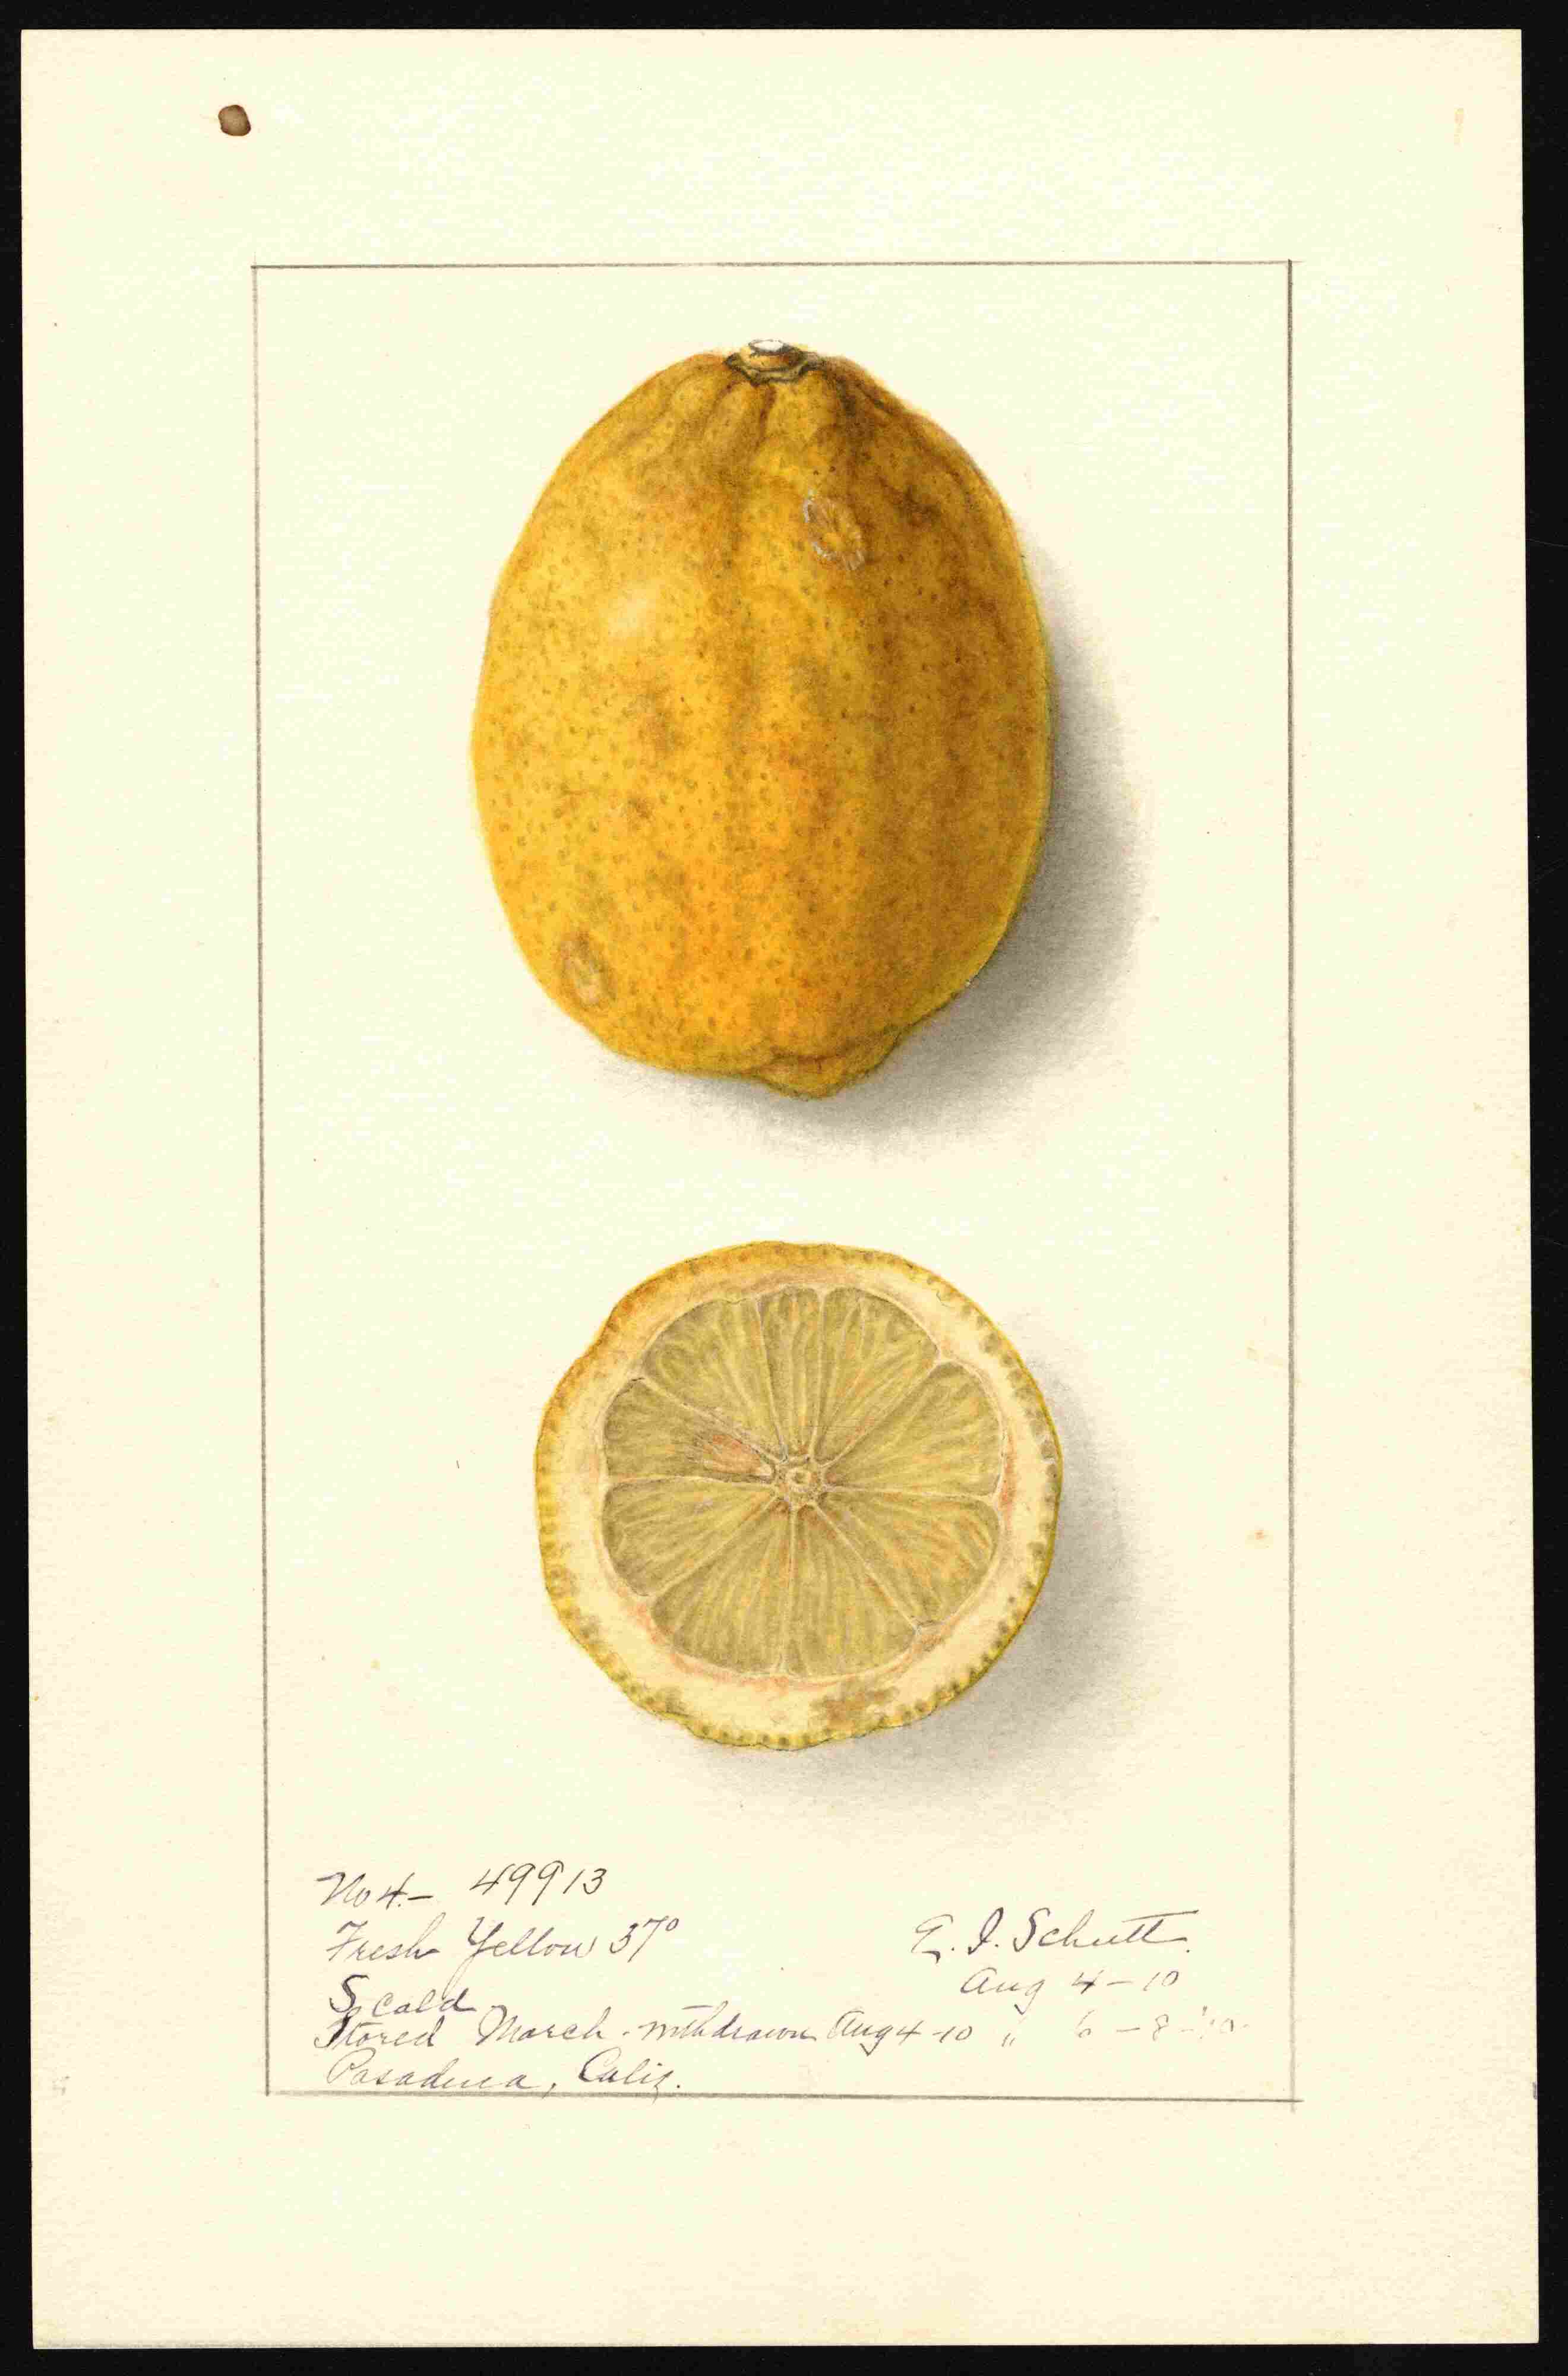 No 4.- 49913
Fresh Yellow 37°
Scald
Stored March - withdrawn Aug 4-10
Pasadena, Calif.
E. I. Schutt.
Aug 4-10
" 6 - 8 - 10